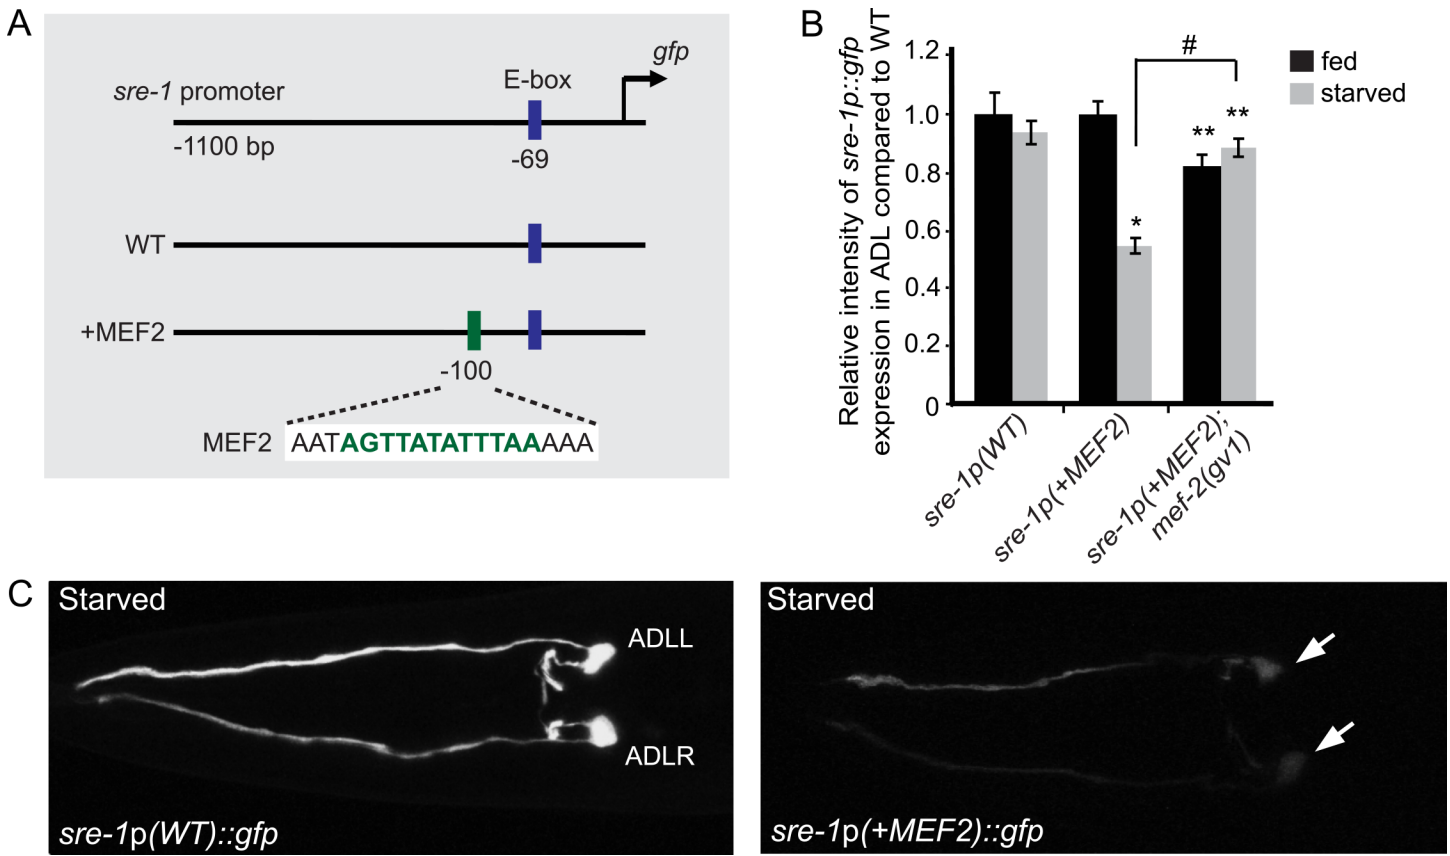 A
sre-1 promoter
E-box
gfp
-1100 bp
-69
WT
+MEF2
-100
MEF2 AATAGTTATATTTAAAAA
B
Relative intensity of sre-1p::gfp
expression in ADL compared to WT
1.2
1.0
0.8
0.6
0.4
0.2
0
#
*
**
**
fed
starved
sre-1p(WT)
sre-1p(+MEF2)
sre-1p(+MEF2);
mef-2(gv1)
C
Starved
ADLL
ADLR
sre-1p(WT)::gfp
Starved
sre-1p(+MEF2)::gfp